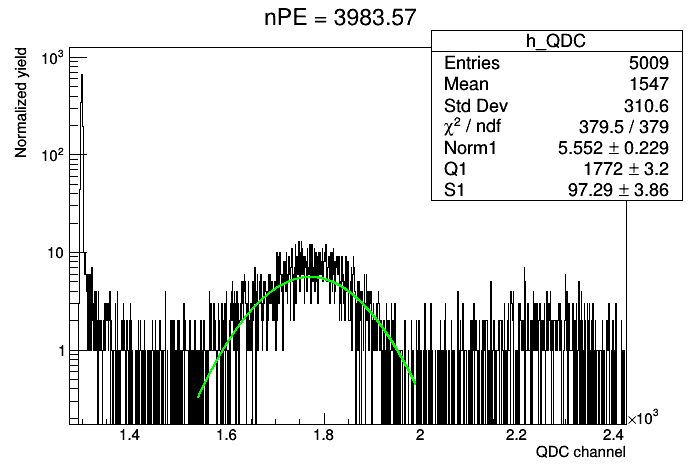 nPE = 3983.57
h_QDC
Entries 5009
Mean 1547
Std Dev 310.6
χ² / ndf 379.5 / 379
Norm1 5.552 ± 0.229
Q1 1772 ± 3.2
S1 97.29 ± 3.86
Normalized yield
10³
10²
10
1
1.4 1.6 1.8 2 2.2 2.4
×10³
QDC channel